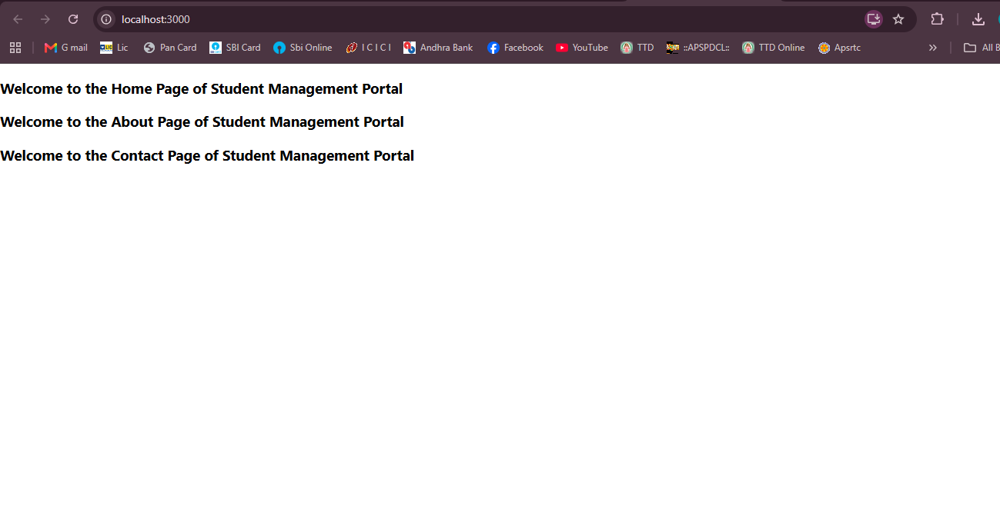 localhost:3000
G mail Lic Pan Card SBI Card Sbi Online I C I C I Andhra Bank Facebook YouTube TTD ::APSPDCL:: TTD Online Apsrtc » All B
Welcome to the Home Page of Student Management Portal
Welcome to the About Page of Student Management Portal
Welcome to the Contact Page of Student Management Portal